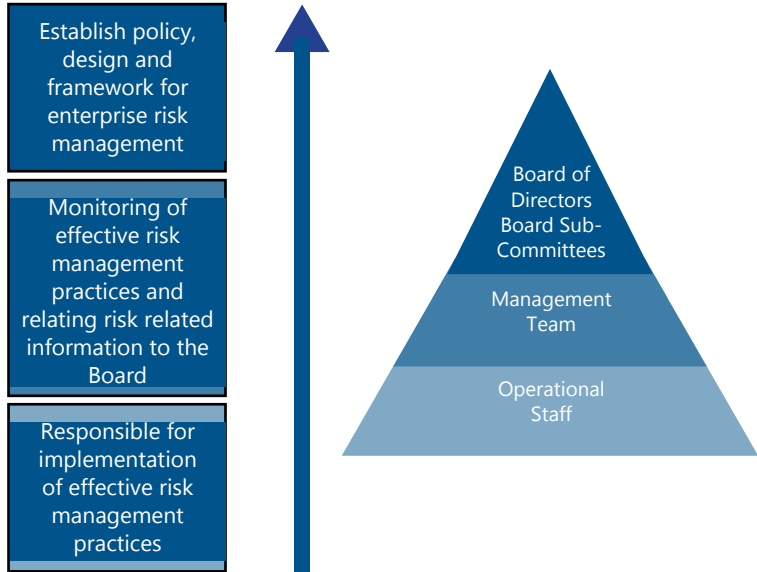 Establish policy,
design and
framework for
enterprise risk
management
Monitoring of
effective risk
management
practices and
relating risk related
information to the
Board
Responsible for
implementation
of effective risk
management
practices
Board of
Directors
Board Sub-
Committees
Management
Team
Operational
Staff